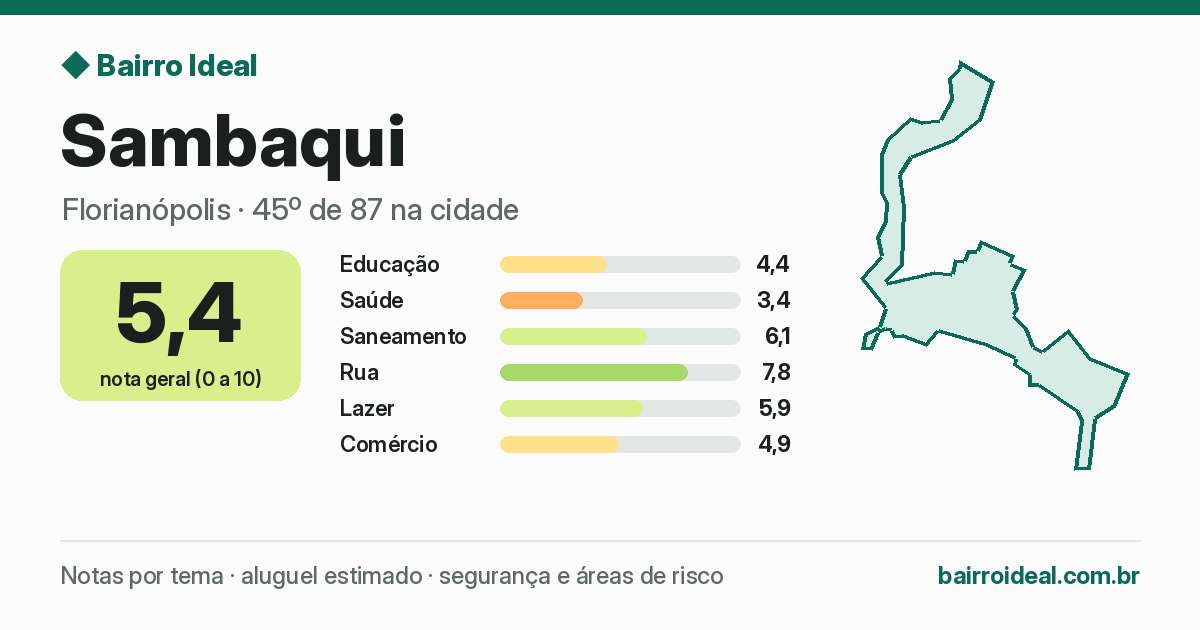 Bairro Ideal
Sambaqui
Florianópolis · 45º de 87 na cidade
5,4
nota geral (0 a 10)
Educação 4,4
Saúde 3,4
Saneamento 6,1
Rua 7,8
Lazer 5,9
Comércio 4,9
Notas por tema · aluguel estimado · segurança e áreas de risco
bairroideal.com.br